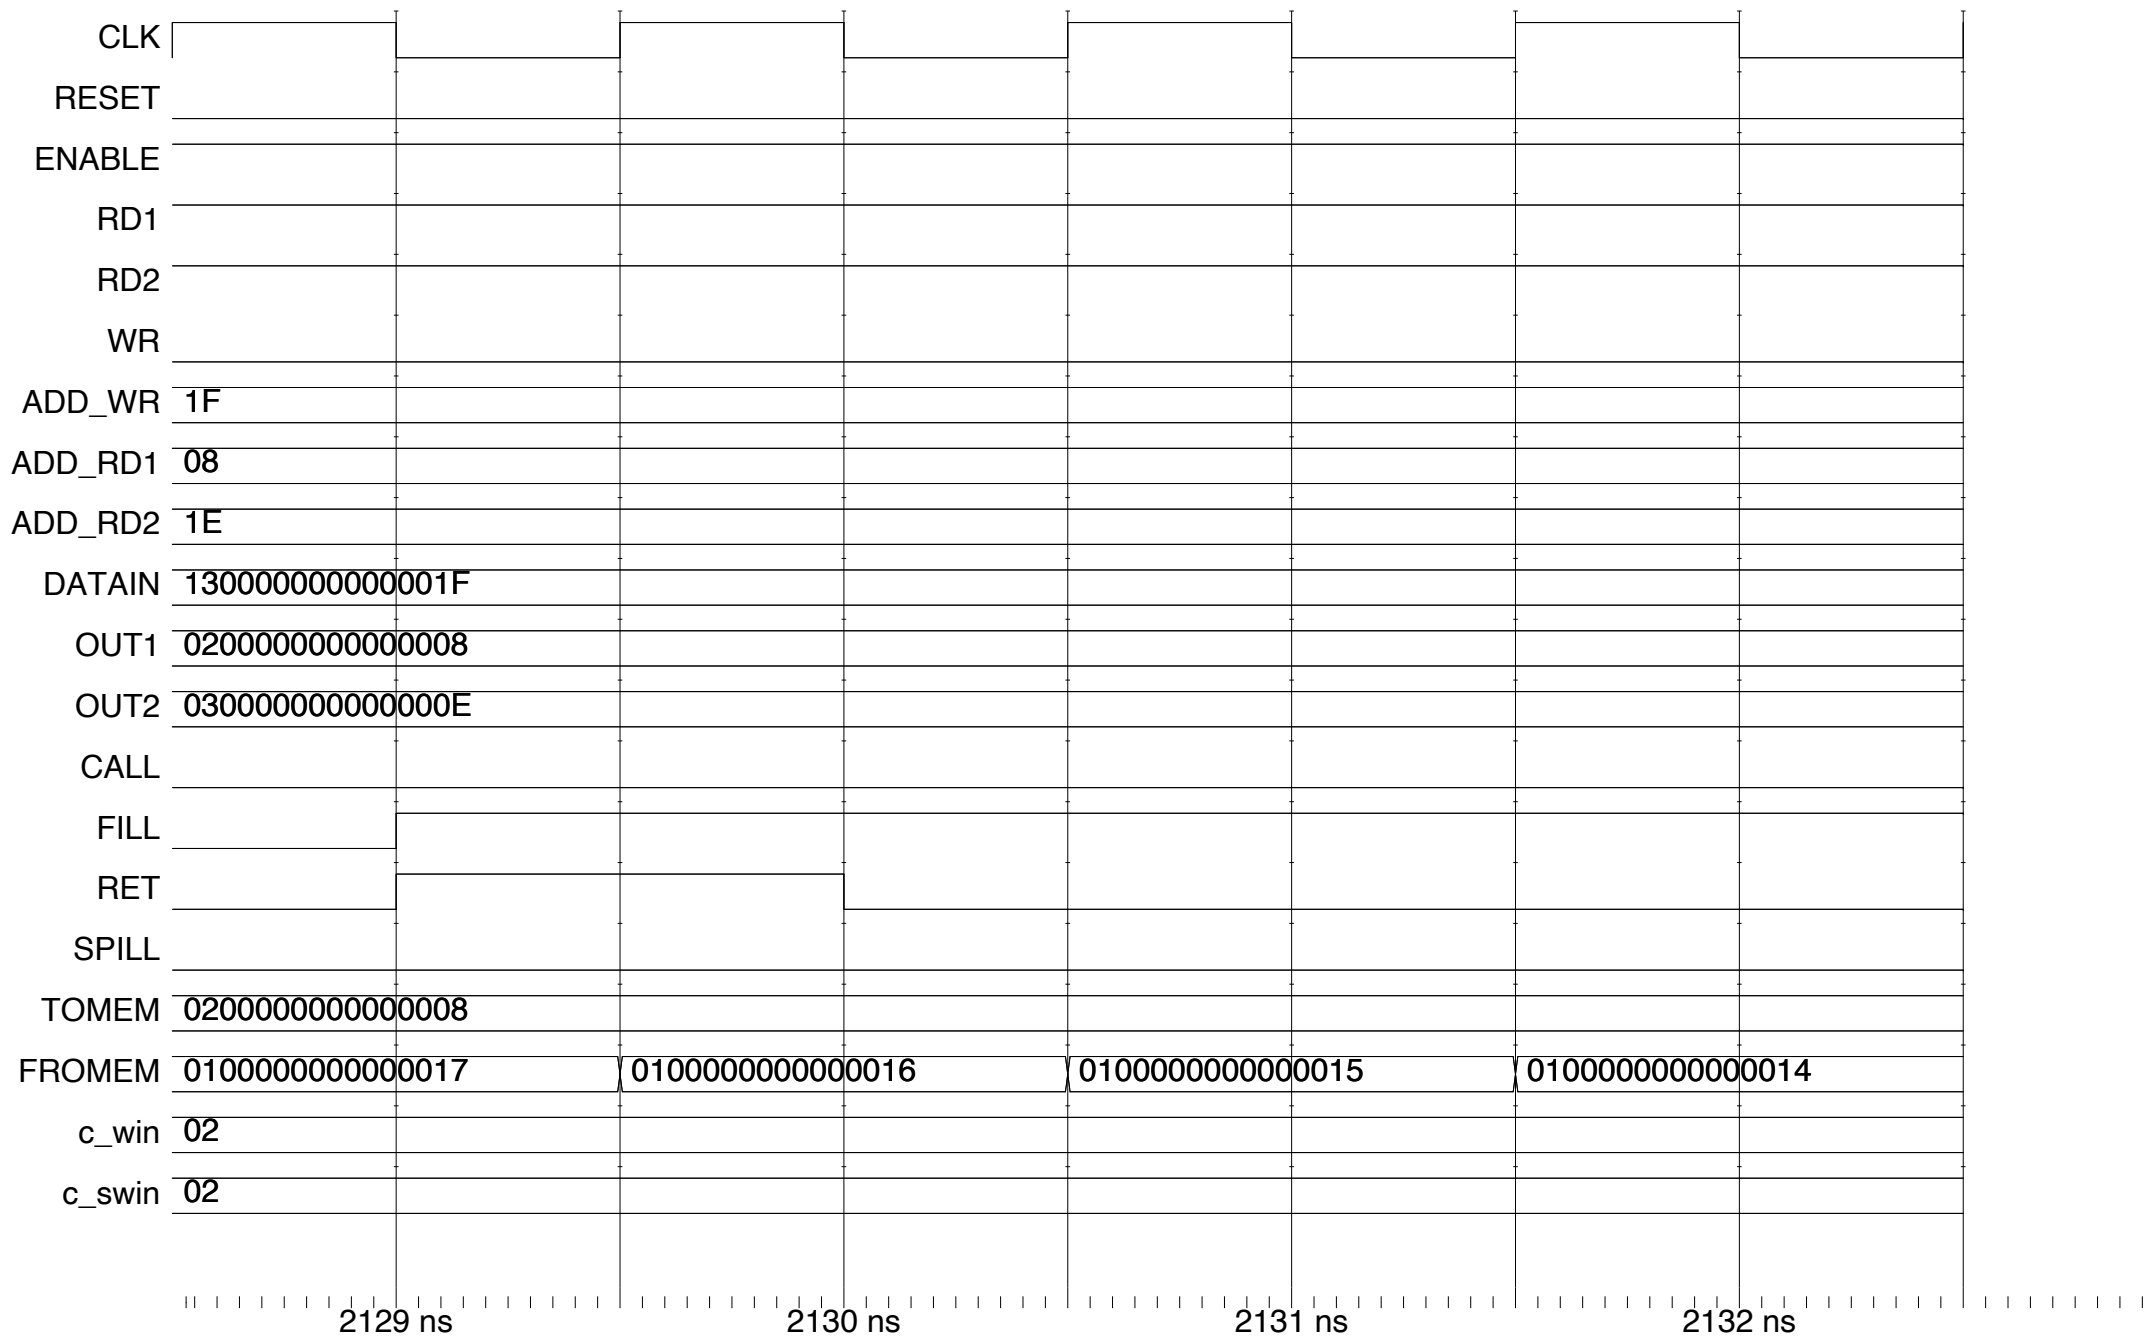 CLK
RESET
ENABLE
RD1
RD2
WR
ADD_WR 1F
ADD_RD1 08
ADD_RD2 1E
DATAIN 130000000000001F
OUT1 0200000000000008
OUT2 030000000000000E
CALL
FILL
RET
SPILL
TOMEM 0200000000000008
FROMEM 0100000000000017 0100000000000016 0100000000000015 0100000000000014
c_win 02
c_swin 02
2129 ns 2130 ns 2131 ns 2132 ns